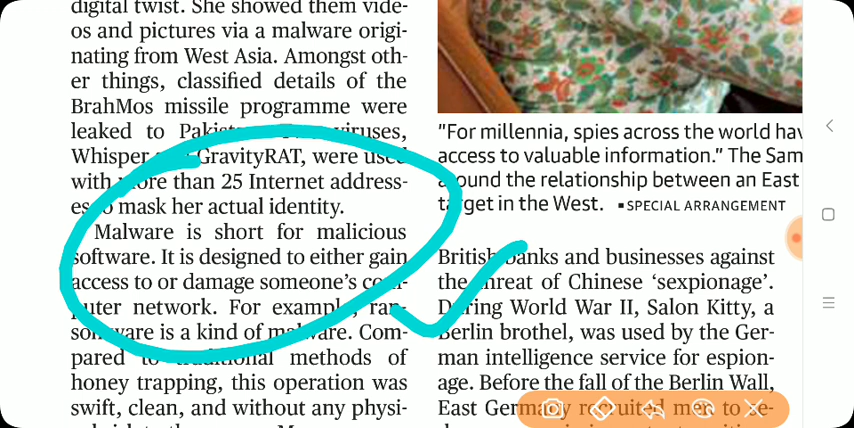 digital twist. She showed them vide-
os and pictures via a malware origi-
nating from West Asia. Amongst oth-
er things, classified details of the
BrahMos missile programme were
leaked to viruses,
Whisper and GravityRAT, were used
with more than 25 Internet address-
es to mask her actual identity.
Malware is short for malicious
software. It is designed to either gain
access to or damage someone's com-
puter network. For example, ran-
somware is a kind of malware. Com-
pared to traditional methods of
honey trapping, this operation was
swift, clean, and without any physi-
"For millennia, spies across the world hav
access to valuable information." The Sam
around the relationship between an East
target in the West. ▪SPECIAL ARRANGEMENT
British banks and businesses against
the threat of Chinese 'sexpionage'.
During World War II, Salon Kitty, a
Berlin brothel, was used by the Ger-
man intelligence service for espion-
age. Before the fall of the Berlin Wall,
East Germany recruited men to se-